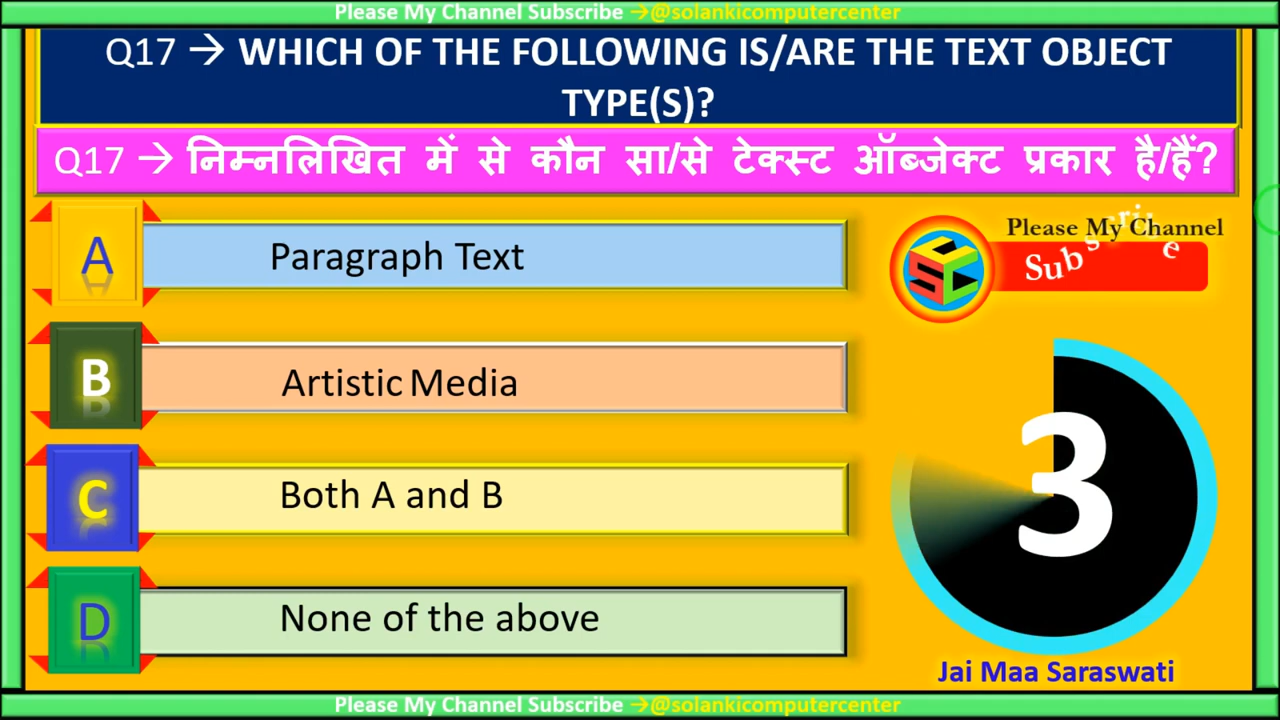 Please My Channel Subscribe →@solankicomputercenter
Q17 → WHICH OF THE FOLLOWING IS/ARE THE TEXT OBJECT
TYPE(S)?
Q17 → निम्नलिखित में से कौन सा/से टेक्स्ट ऑब्जेक्ट प्रकार है/हैं?
A
Paragraph Text
B
Artistic Media
C
Both A and B
D
None of the above
Please My Channel
Subscribe
CSC
3
Jai Maa Saraswati
Please My Channel Subscribe →@solankicomputercenter